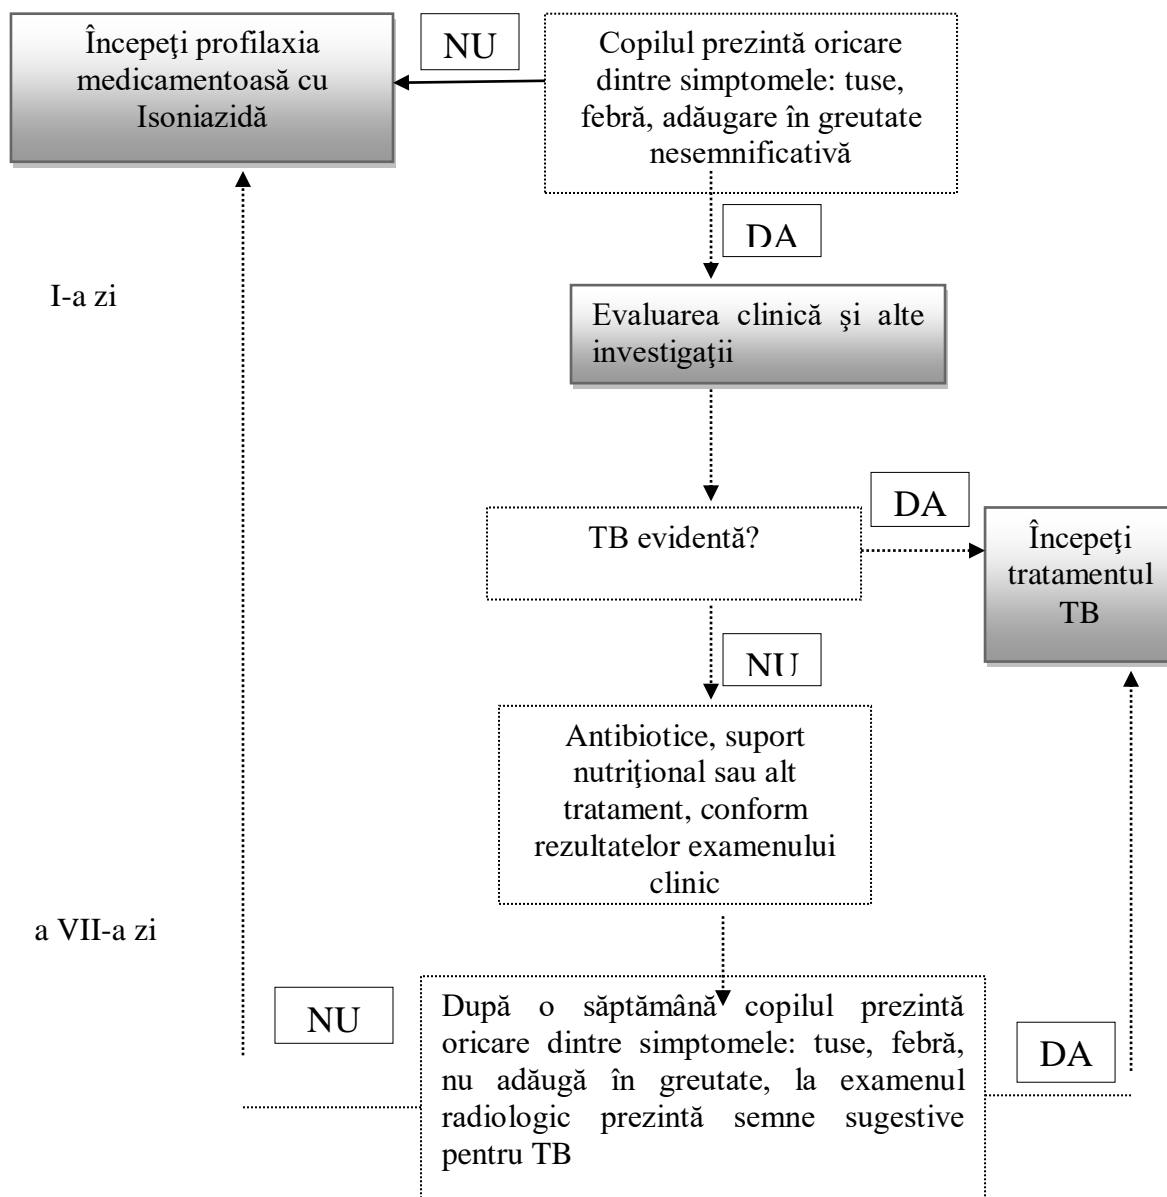 Începeţi profilaxia
medicamentoasă cu
Isoniazidă
NU
Copilul prezintă oricare
dintre simptomele: tuse,
febră, adăugare în greutate
nesemnificativă
DA
I-a zi
Evaluarea clinică şi alte
investigaţii
TB evidentă?
DA
Începeţi
tratamentul
TB
NU
Antibiotice, suport
nutriţional sau alt
tratament, conform
rezultatelor examenului
clinic
a VII-a zi
NU
După o săptămână copilul prezintă
oricare dintre simptomele: tuse, febră,
nu adăugă în greutate, la examenul
radiologic prezintă semne sugestive
pentru TB
DA